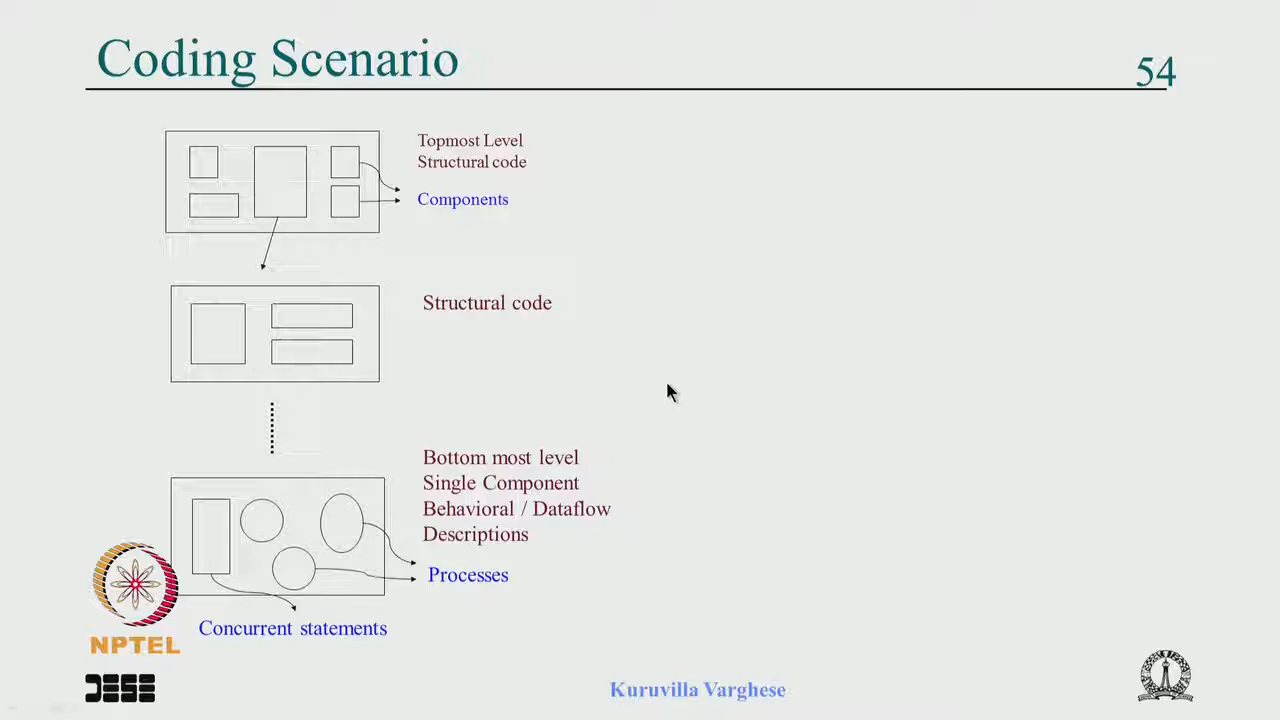 Coding Scenario
54
Topmost Level
Structural code
Components
Structural code
Bottom most level
Single Component
Behavioral / Dataflow
Descriptions
Processes
Concurrent statements
NPTEL
DESE
Kuruvilla Varghese